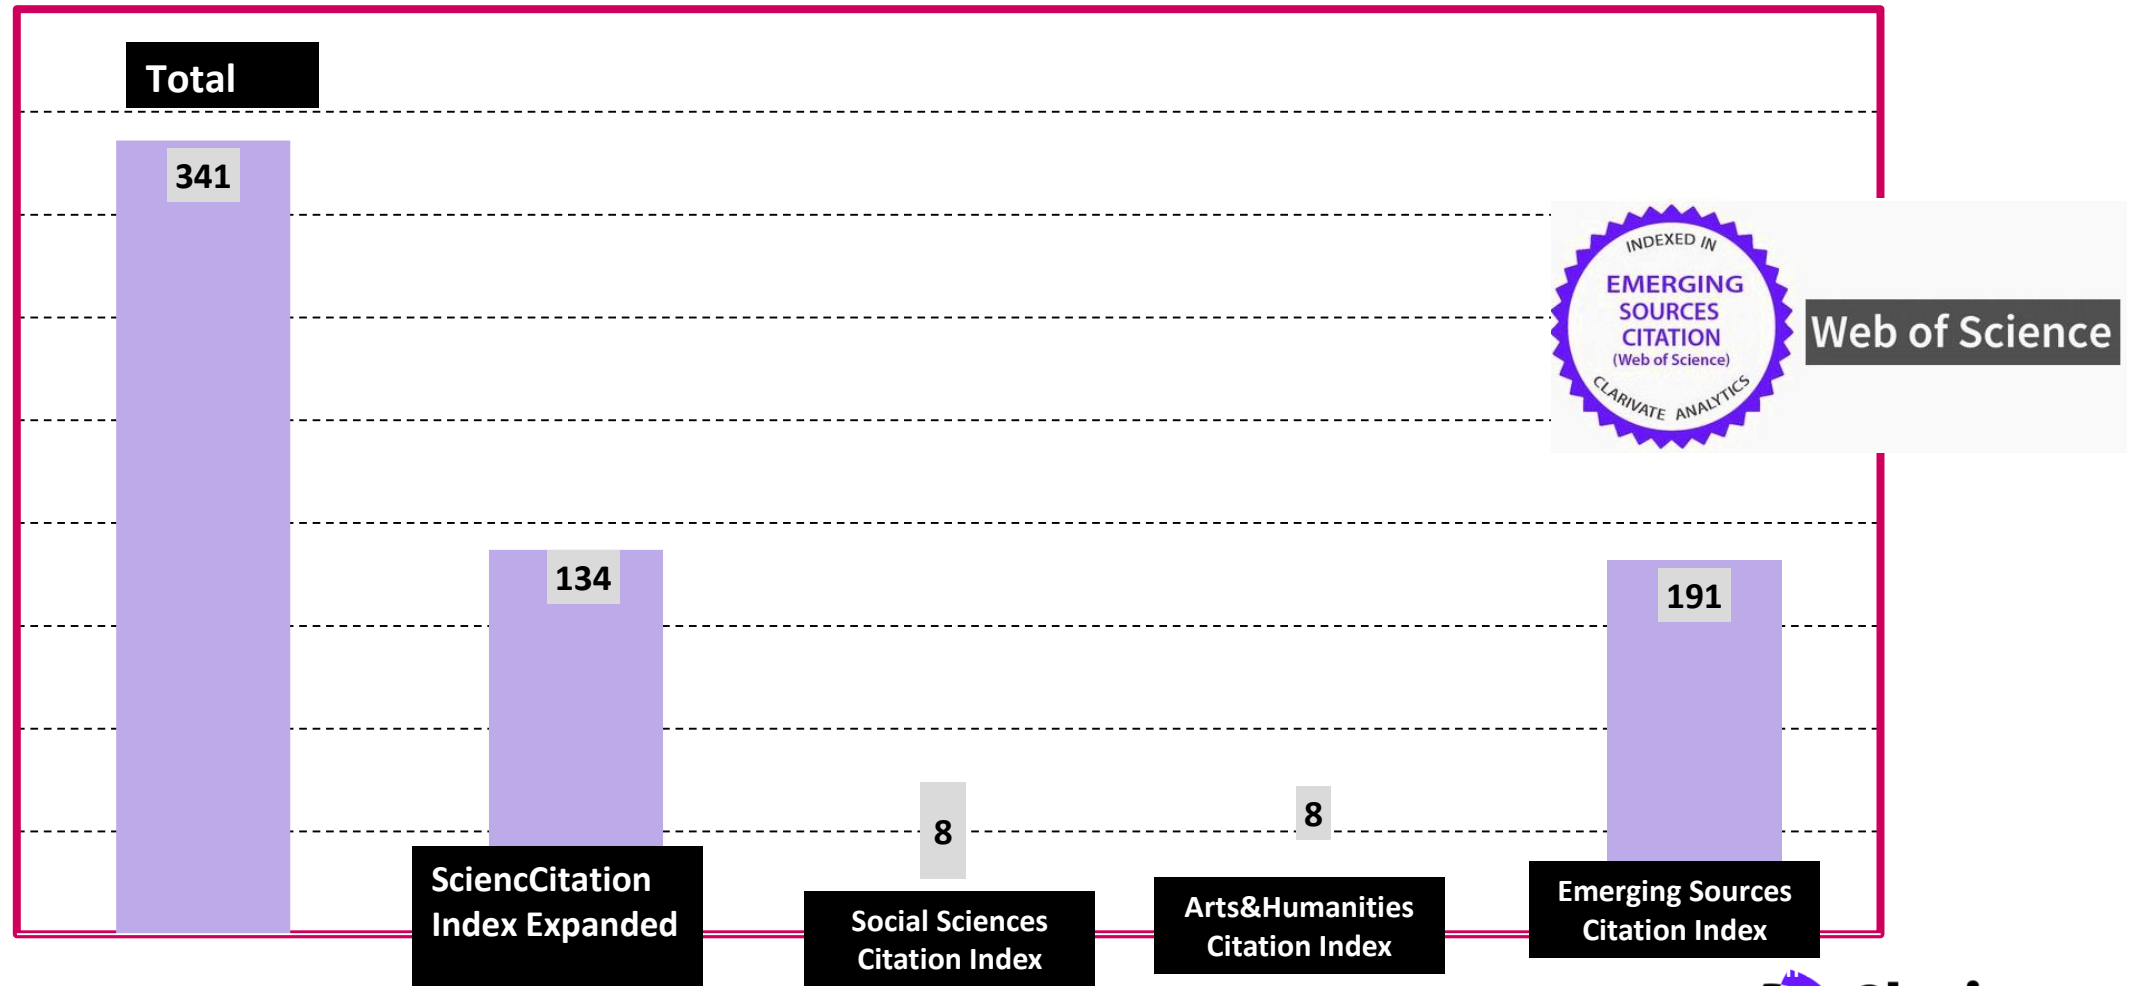 Total
341
INDEXED IN
EMERGING
SOURCES
CITATION
(Web of Science)
CLARIVATE ANALYTICS
Web of Science
134
191
8
8
SciencCitation
Index Expanded
Social Sciences
Citation Index
Arts&Humanities
Citation Index
Emerging Sources
Citation Index